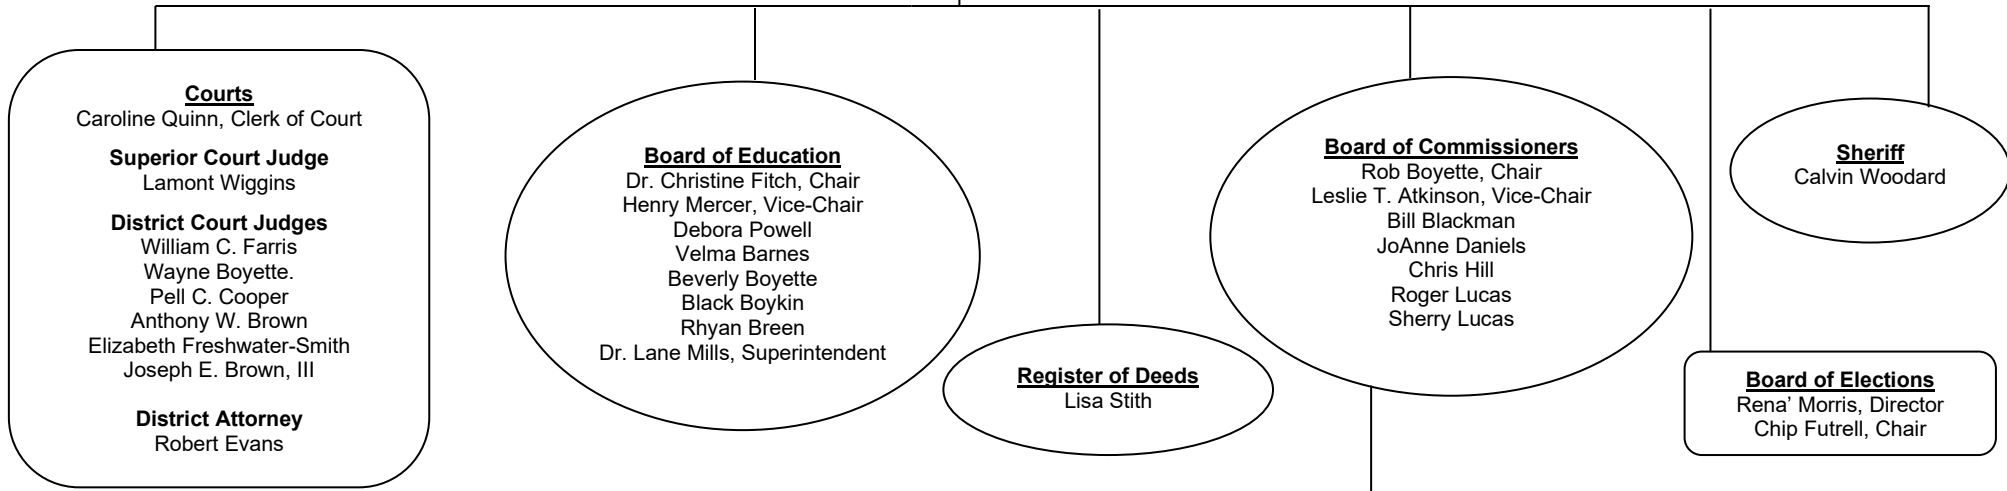 Courts
Caroline Quinn, Clerk of Court
Superior Court Judge
Lamont Wiggins
District Court Judges
William C. Farris
Wayne Boyette.
Pell C. Cooper
Anthony W. Brown
Elizabeth Freshwater-Smith
Joseph E. Brown, III
District Attorney
Robert Evans
Board of Education
Dr. Christine Fitch, Chair
Henry Mercer, Vice-Chair
Debora Powell
Velma Barnes
Beverly Boyette
Black Boykin
Rhyan Breen
Dr. Lane Mills, Superintendent
Register of Deeds
Lisa Stith
Board of Commissioners
Rob Boyette, Chair
Leslie T. Atkinson, Vice-Chair
Bill Blackman
JoAnne Daniels
Chris Hill
Roger Lucas
Sherry Lucas
Sheriff
Calvin Woodard
Board of Elections
Rena’ Morris, Director
Chip Futrell, Chair